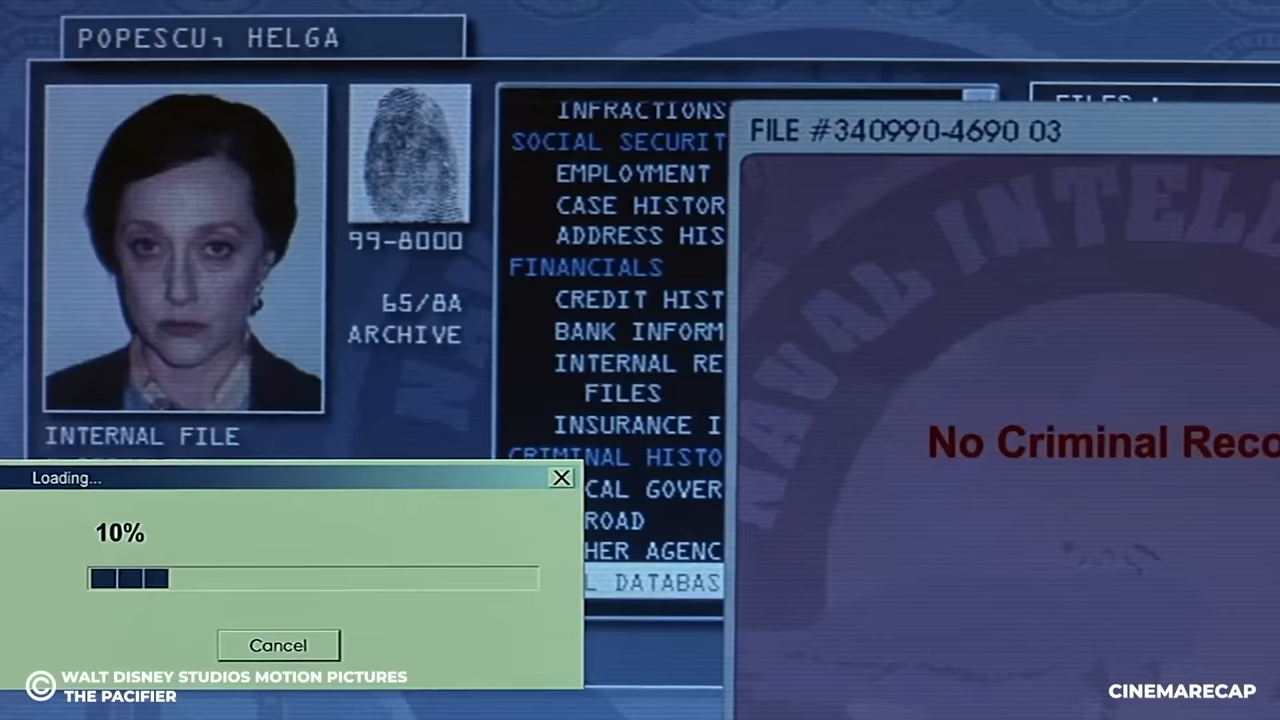 POPESCU, HELGA
99-8000
65/8A
ARCHIVE
INTERNAL FILE
INFRACTIONS
SOCIAL SECURIT
EMPLOYMENT
CASE HISTOR
ADDRESS HIS
FINANCIALS
CREDIT HIST
BANK INFORM
INTERNAL RE
FILES
INSURANCE I
CRIMINAL HISTO
CAL GOVER
ROAD
HER AGENC
L DATABAS
FILES :
FILE #340990-4690 03
NAVAL INTEL
No Criminal Reco
Loading...
10%
Cancel
© WALT DISNEY STUDIOS MOTION PICTURES
THE PACIFIER
CINEMARECAP